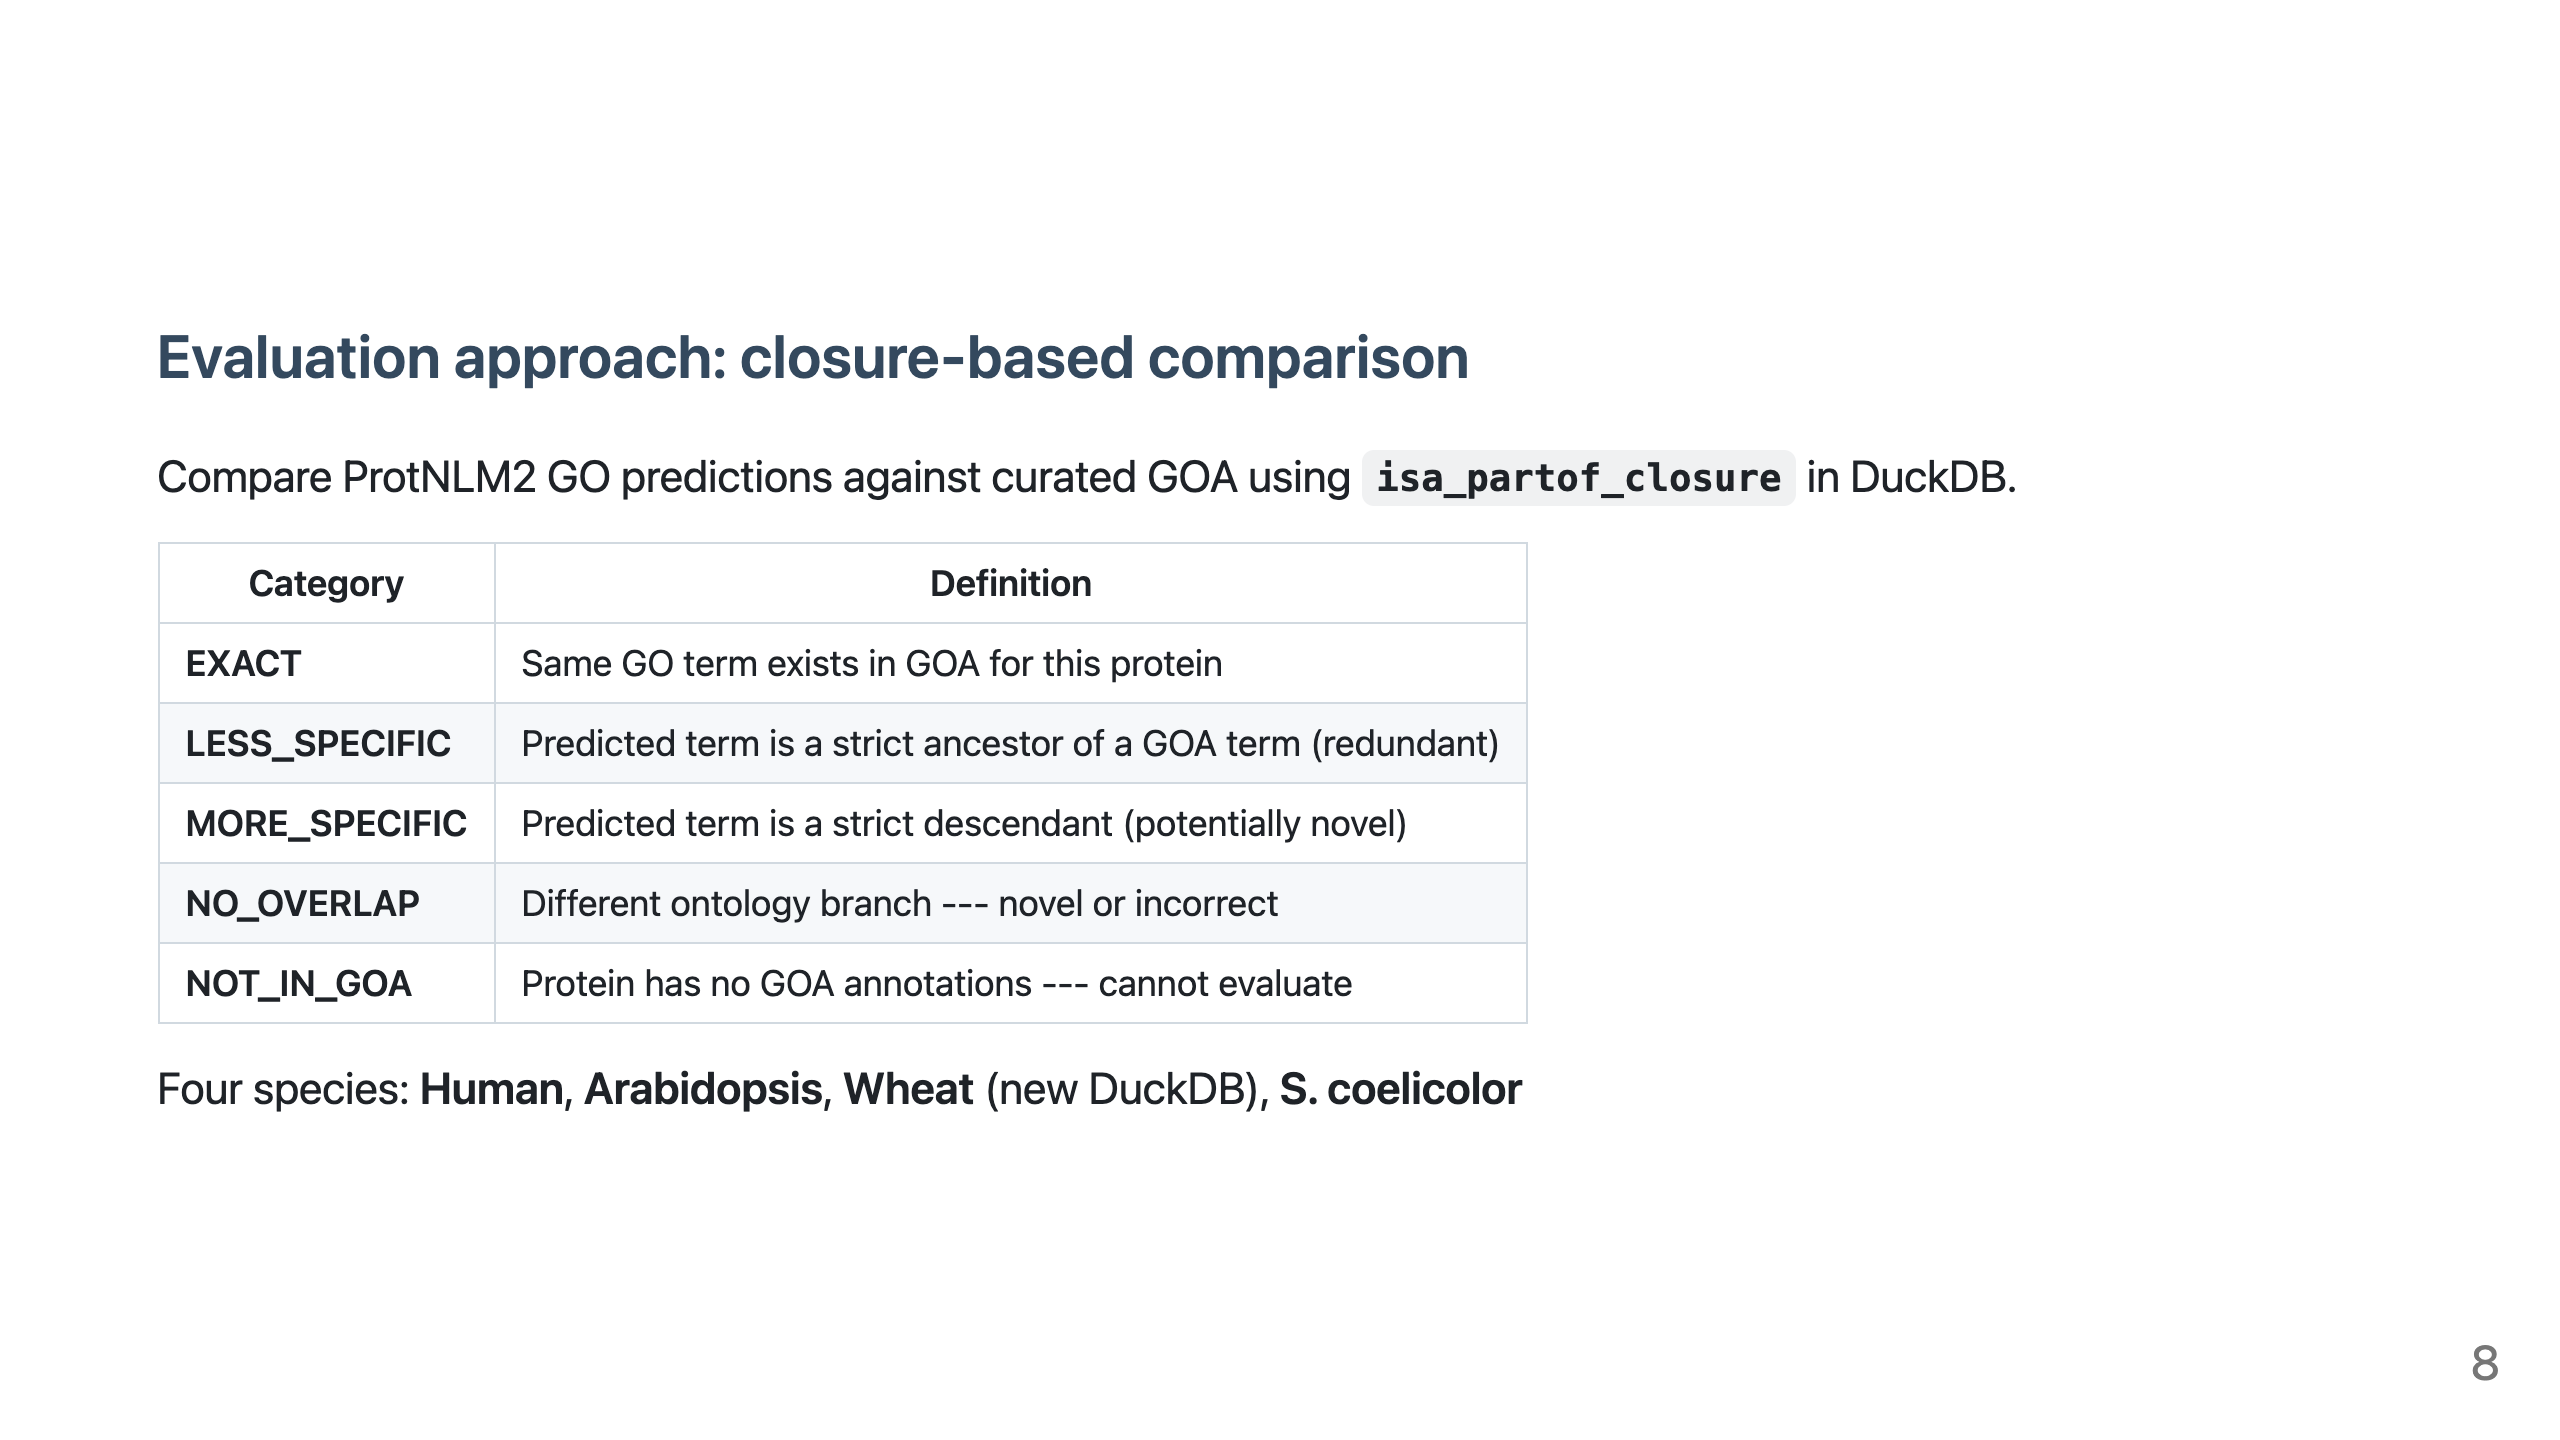 Evaluation approach: closure-based comparison
Compare ProtNLM2 GO predictions against curated GOA using isa_partof_closure in DuckDB.
Category Definition
EXACT Same GO term exists in GOA for this protein
LESS_SPECIFIC Predicted term is a strict ancestor of a GOA term (redundant)
MORE_SPECIFIC Predicted term is a strict descendant (potentially novel)
NO_OVERLAP Different ontology branch --- novel or incorrect
NOT_IN_GOA Protein has no GOA annotations --- cannot evaluate
Four species: Human, Arabidopsis, Wheat (new DuckDB), S. coelicolor
8